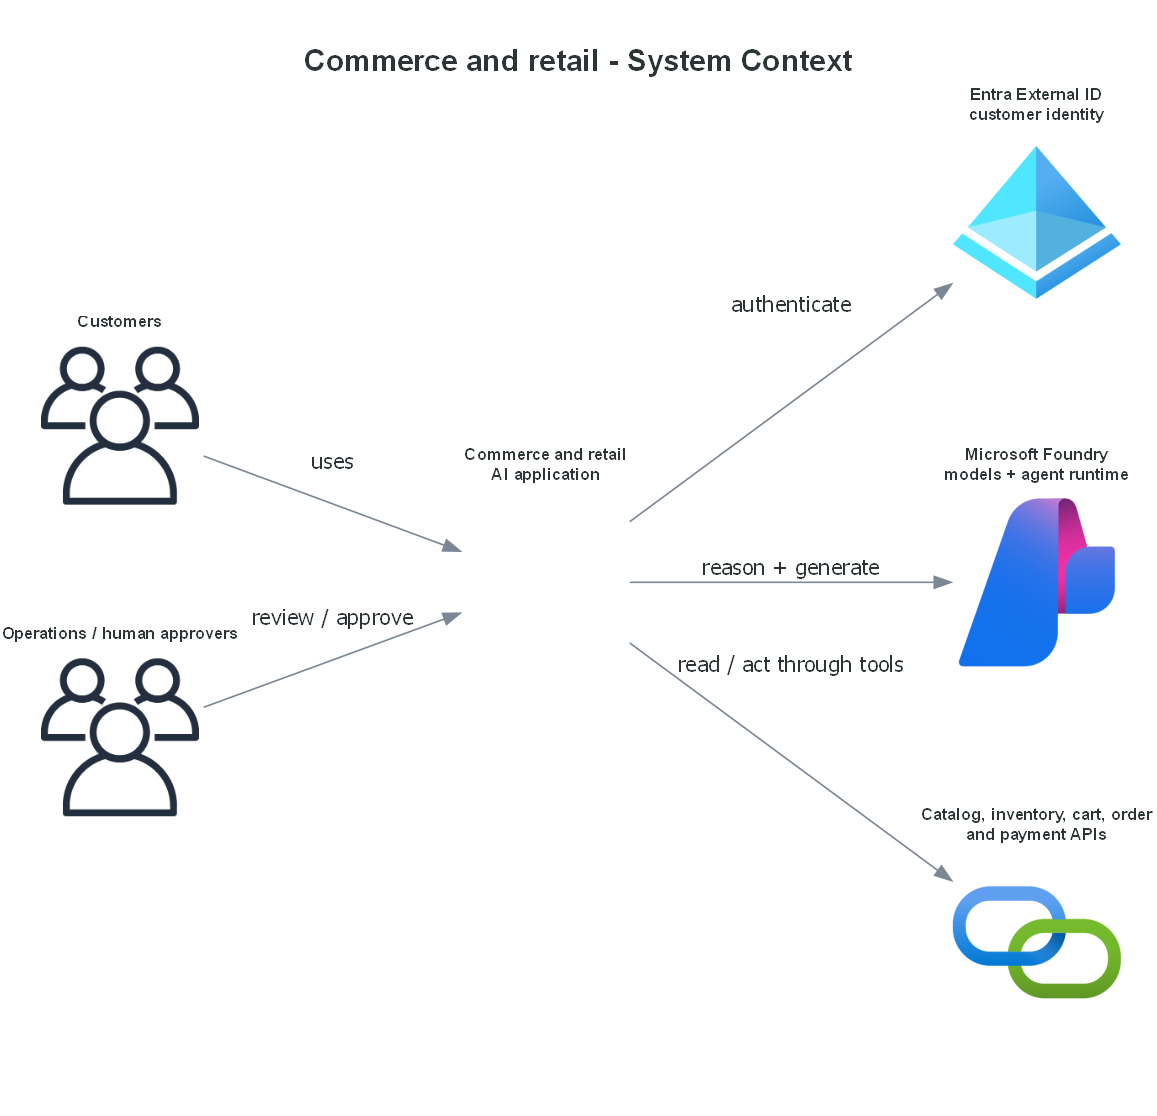 Commerce and retail - System Context
Entra External ID
customer identity
authenticate
Customers
uses
Commerce and retail
AI application
Microsoft Foundry
models + agent runtime
reason + generate
Operations / human approvers
review / approve
read / act through tools
Catalog, inventory, cart, order
and payment APIs